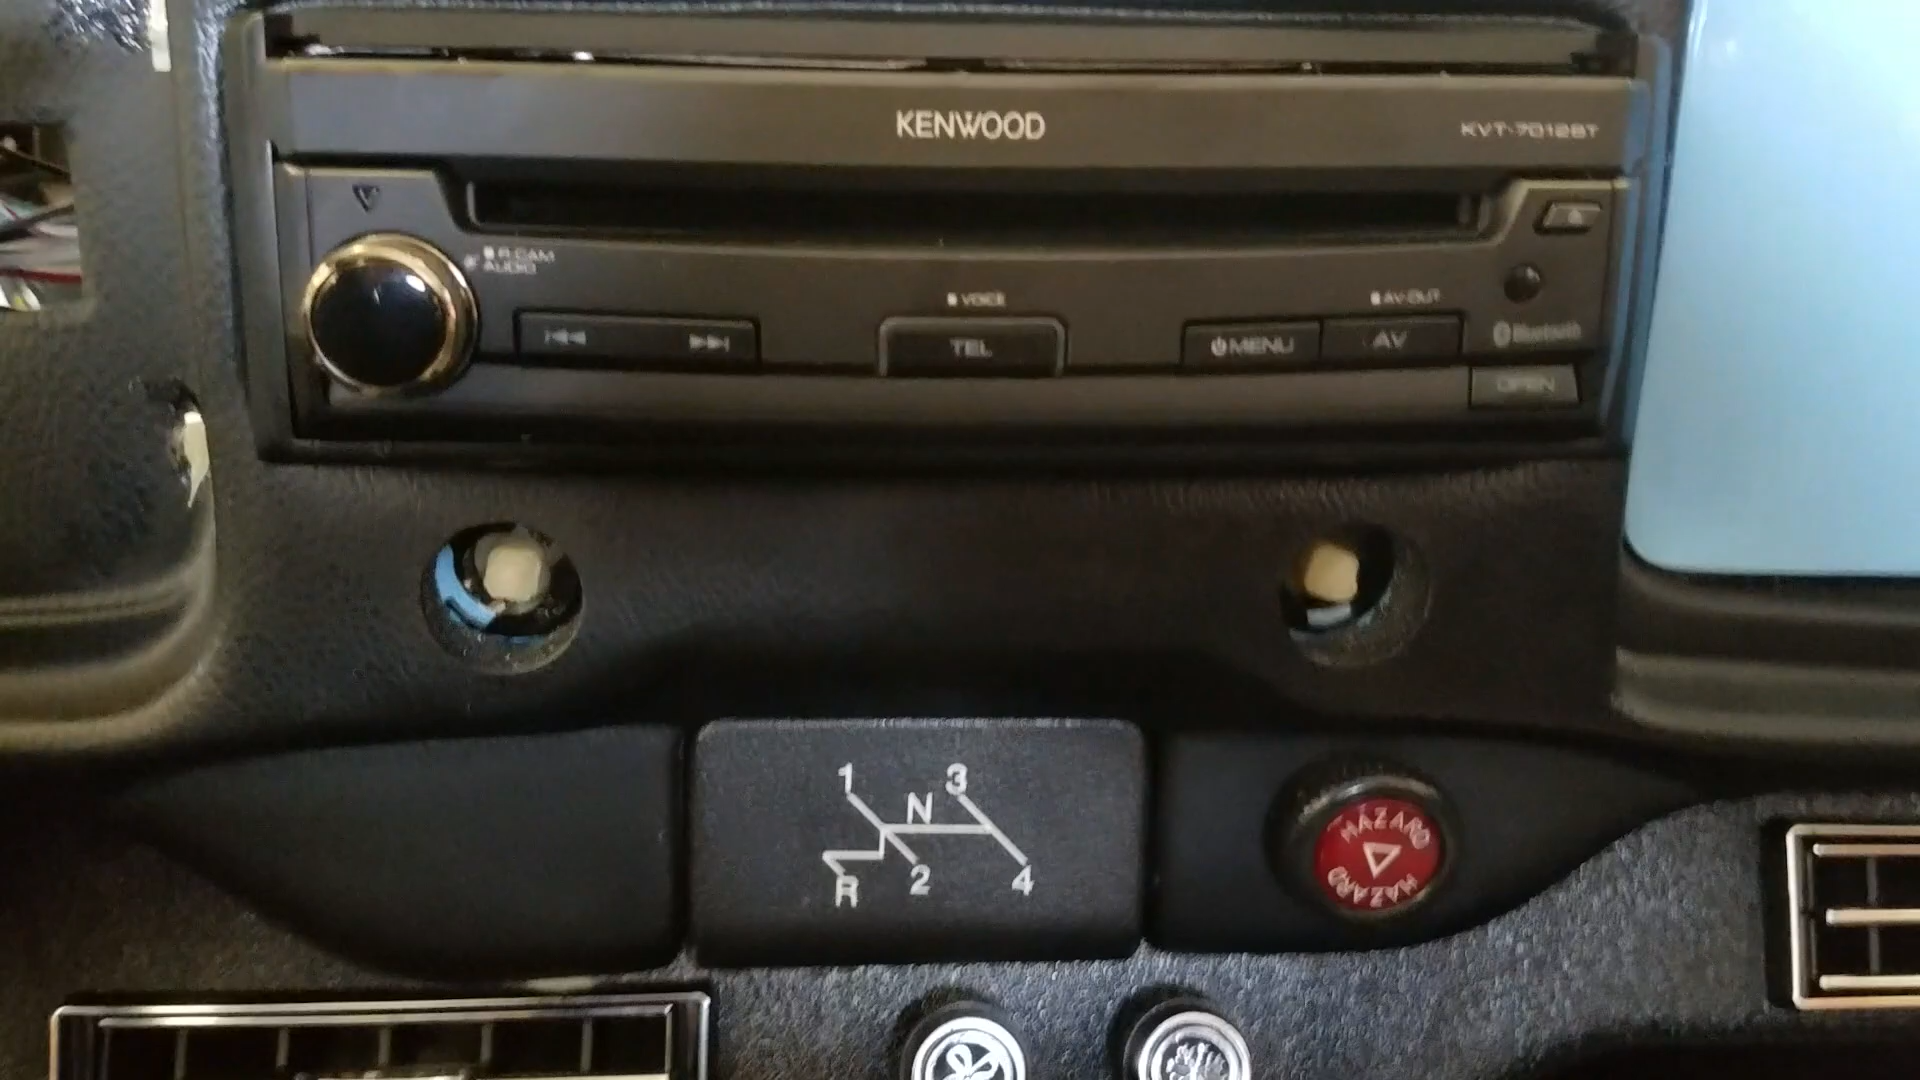 KENWOOD
KVT-7012BT
R-CAM
AUDIO
VOICE
AV-OUT
TEL
MENU
AV
Bluetooth
OPEN
1 N 3
R 2 4
HAZARD
HAZARD